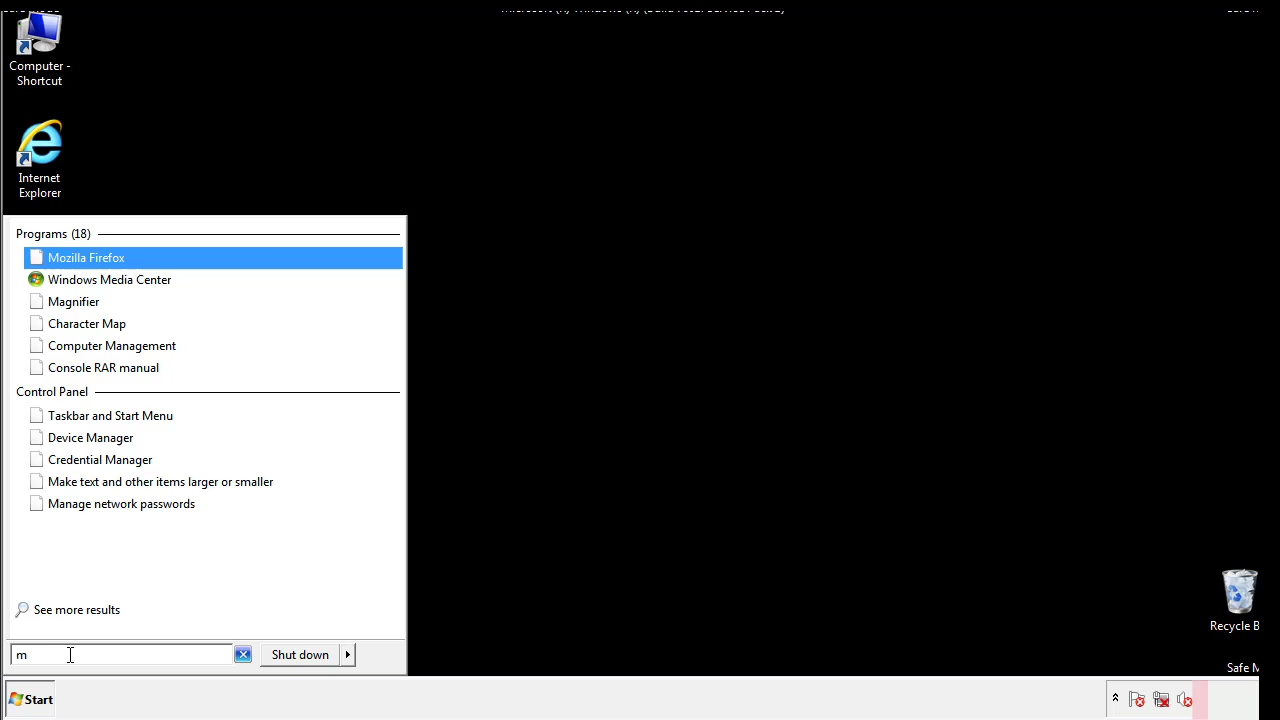 Computer -
Shortcut
Internet
Explorer
Programs (18)
Mozilla Firefox
Windows Media Center
Magnifier
Character Map
Computer Management
Console RAR manual
Control Panel
Taskbar and Start Menu
Device Manager
Credential Manager
Make text and other items larger or smaller
Manage network passwords
See more results
m
Shut down
Recycle B
Safe M
Start